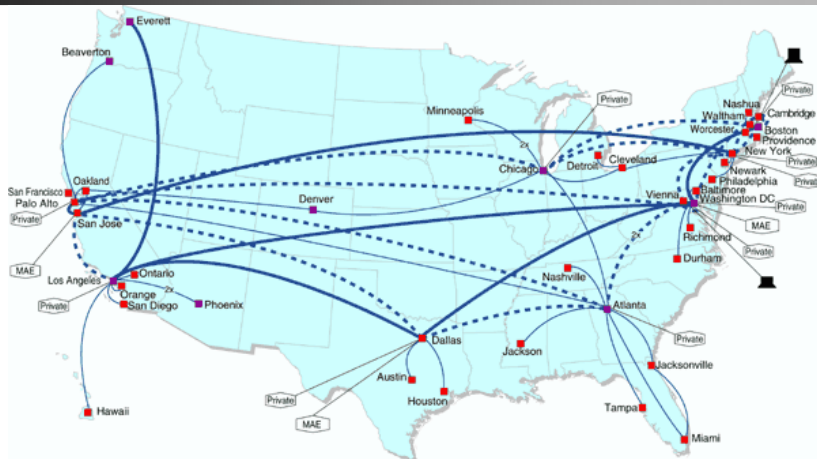 Everett
Beaverton
Minneapolis
Private
2x
Chicago
Detroit
Cleveland
Nashua
Private
Waltham
Cambridge
Worcester
Boston
Providence
New York
Private
Newark
Philadelphia
Private
Vienna
Baltimore
Washington DC
MAE
Private
Richmond
Durham
2x
San Francisco
Oakland
Palo Alto
Private
San Jose
MAE
Denver
Los Angeles
Ontario
Orange
2x
San Diego
Phoenix
Private
Nashville
Atlanta
Private
Dallas
Jackson
Jacksonville
Austin
Houston
Private
MAE
Tampa
Miami
Hawaii